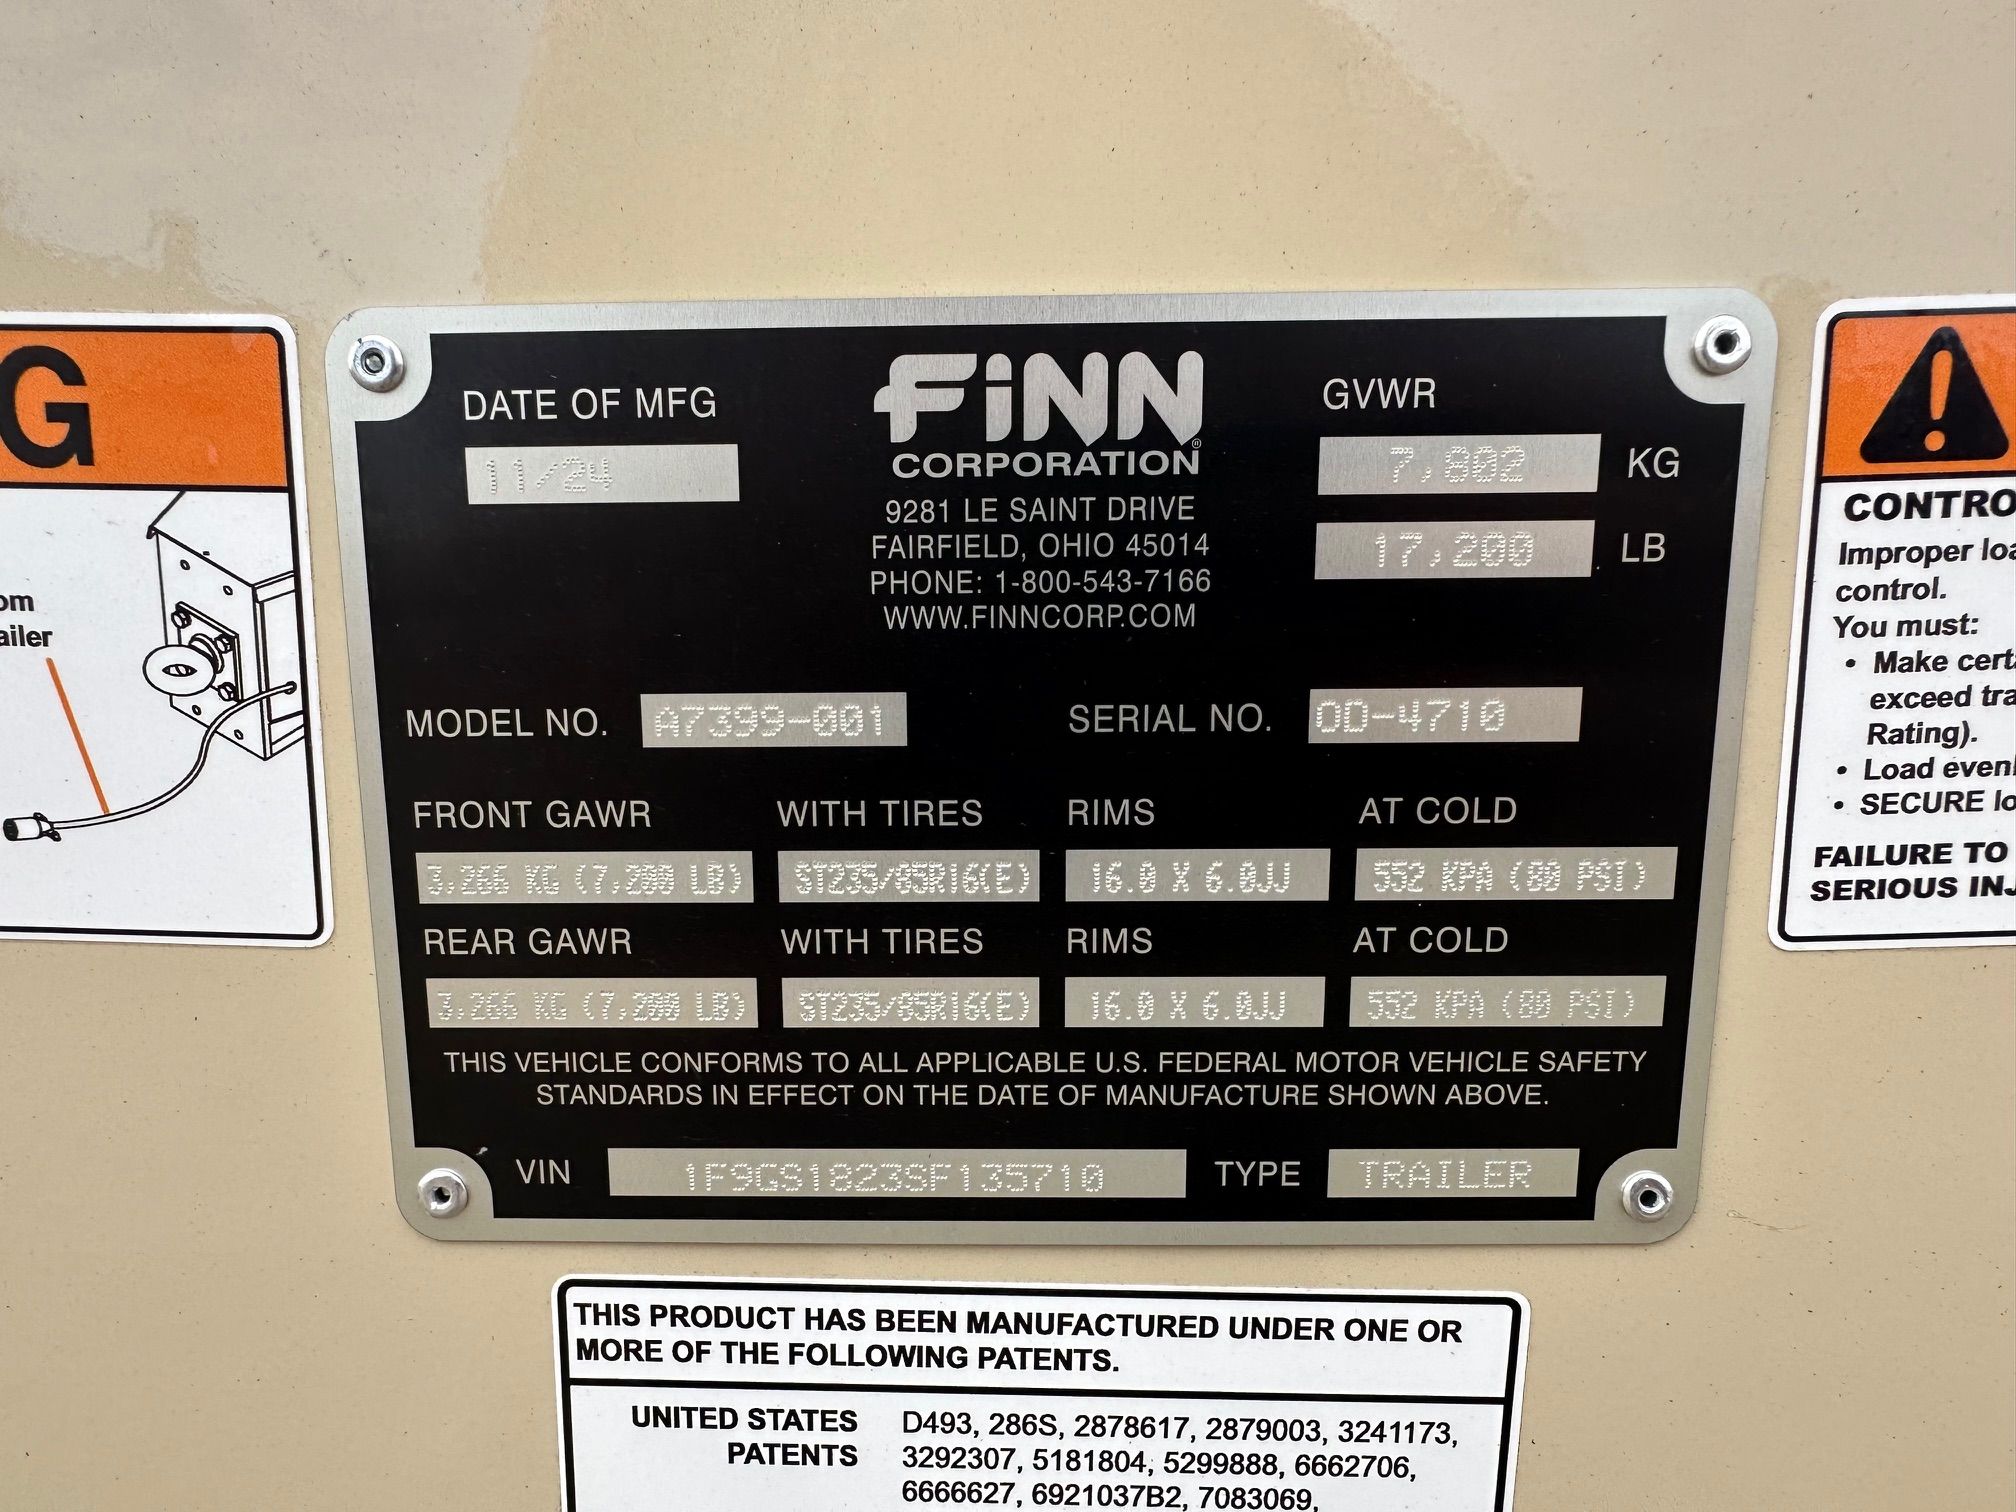 G
om
ailer
DATE OF MFG
11/24
FiNN
CORPORATION®
9281 LE SAINT DRIVE
FAIRFIELD, OHIO 45014
PHONE: 1-800-543-7166
WWW.FINNCORP.COM
GVWR
7,802 KG
17,200 LB
MODEL NO. A7399-001 SERIAL NO. OD-4710
FRONT GAWR WITH TIRES RIMS AT COLD
3,266 KG (7,200 LB) ST235/85R16(E) 16.0 X 6.0JJ 552 KPA (80 PSI)
REAR GAWR WITH TIRES RIMS AT COLD
3,266 KG (7,200 LB) ST235/85R16(E) 16.0 X 6.0JJ 552 KPA (80 PSI)
THIS VEHICLE CONFORMS TO ALL APPLICABLE U.S. FEDERAL MOTOR VEHICLE SAFETY
STANDARDS IN EFFECT ON THE DATE OF MANUFACTURE SHOWN ABOVE.
VIN 1F9GS1823SF135710 TYPE TRAILER
CONTRO
Improper loa
control.
You must:
• Make certa
exceed tra
Rating).
• Load evenl
• SECURE lo
FAILURE TO
SERIOUS INJ
THIS PRODUCT HAS BEEN MANUFACTURED UNDER ONE OR
MORE OF THE FOLLOWING PATENTS.
UNITED STATES D493, 286S, 2878617, 2879003, 3241173,
PATENTS 3292307, 5181804, 5299888, 6662706,
6666627, 6921037B2, 7083069,